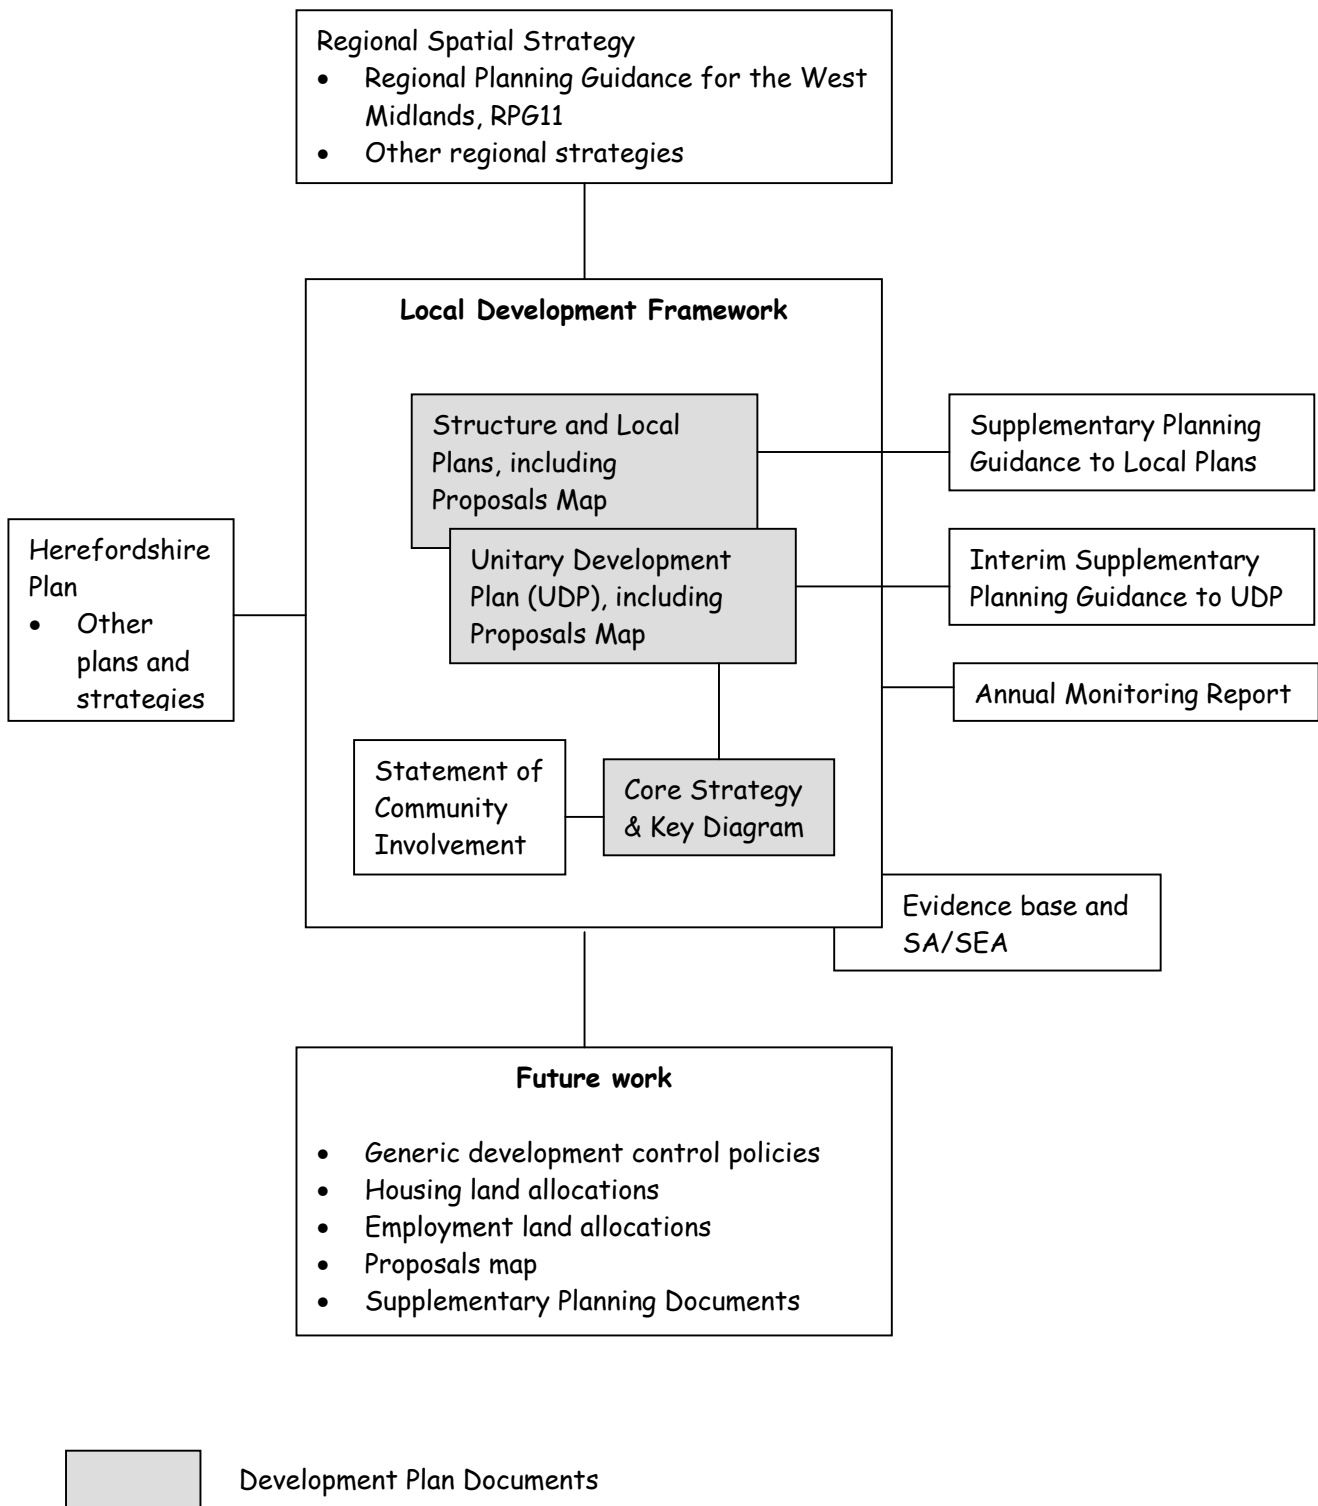 Regional Spatial Strategy
• Regional Planning Guidance for the West
Midlands, RPG11
• Other regional strategies
Local Development Framework
Structure and Local
Plans, including
Proposals Map
Supplementary Planning
Guidance to Local Plans
Herefordshire
Plan
• Other
plans and
strategies
Unitary Development
Plan (UDP), including
Proposals Map
Interim Supplementary
Planning Guidance to UDP
Annual Monitoring Report
Statement of
Community
Involvement
Core Strategy
& Key Diagram
Evidence base and
SA/SEA
Future work
• Generic development control policies
• Housing land allocations
• Employment land allocations
• Proposals map
• Supplementary Planning Documents
Development Plan Documents